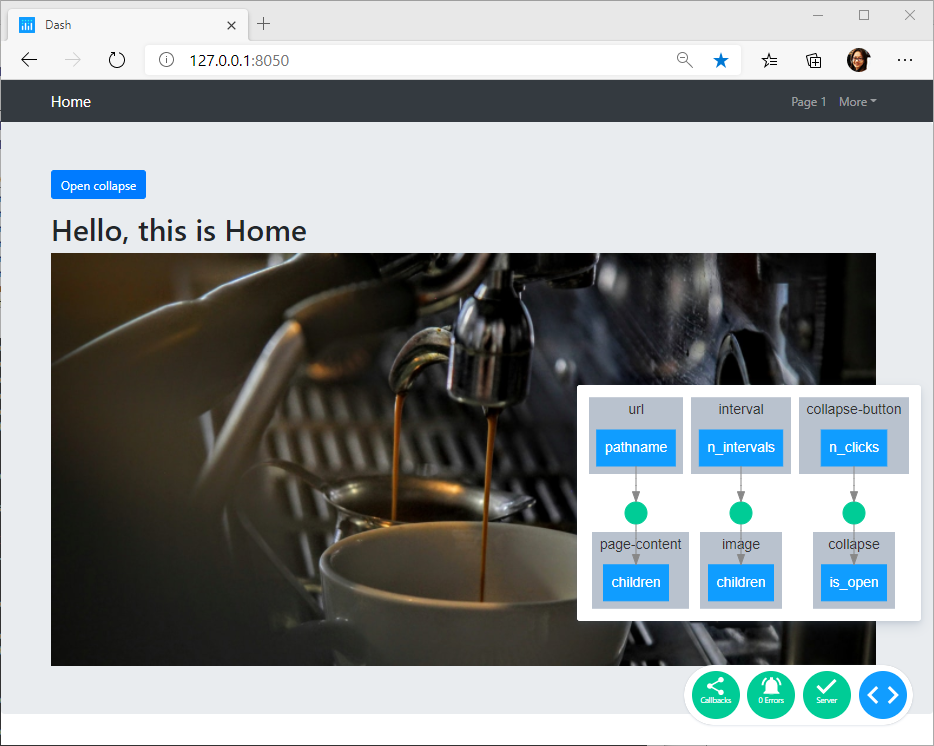 Dash
127.0.0.1:8050
Home
Page 1 More
Open collapse
Hello, this is Home
url interval collapse-button
pathname n_intervals n_clicks
page-content image collapse
children children is_open
Callbacks 0 Errors Server